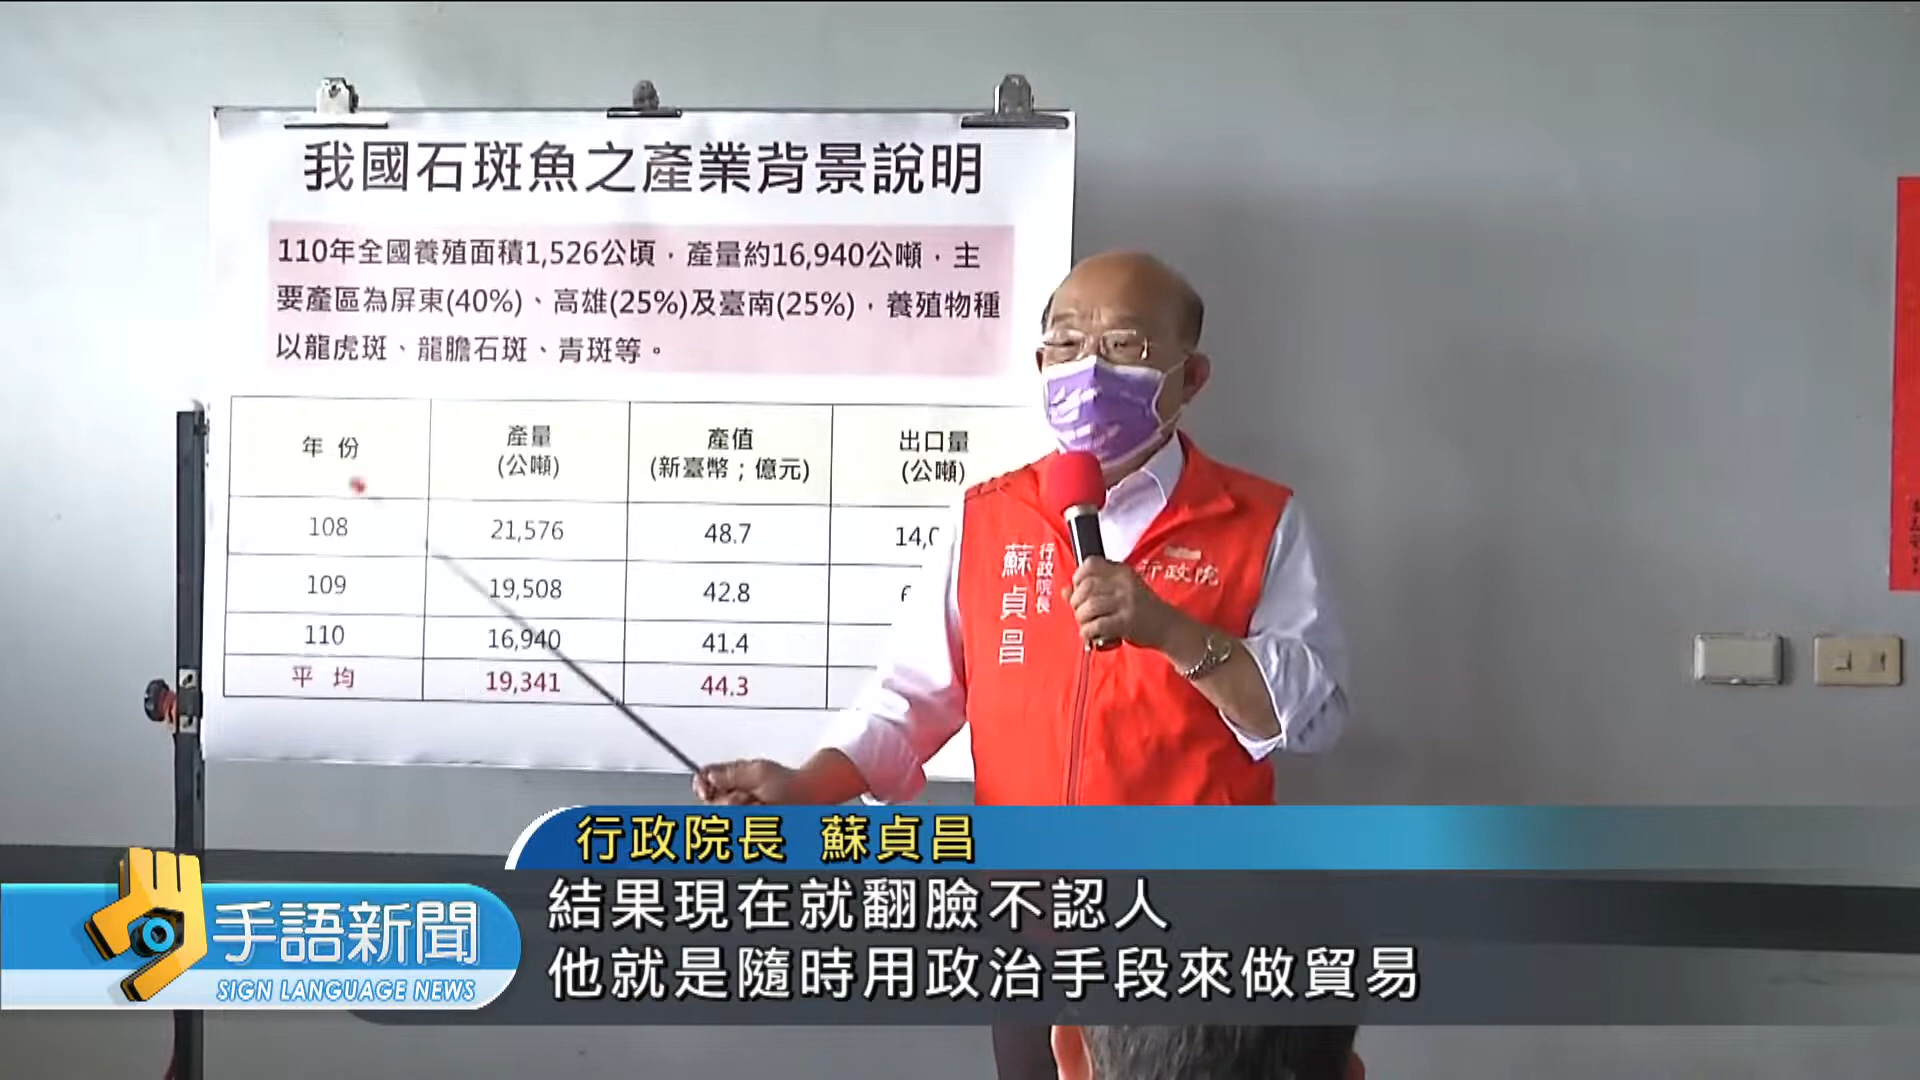 我國石斑魚之產業背景說明
110年全國養殖面積1,526公頃，產量約16,940公噸，主
要產區為屏東(40%)、高雄(25%)及臺南(25%)，養殖物種
以龍虎斑、龍膽石斑、青斑等。
年 份 產量 (公噸) 產值 (新臺幣；億元) 出口量 (公噸)
108 21,576 48.7 14,0
109 19,508 42.8
110 16,940 41.4
平 均 19,341 44.3
行政院長
蘇貞昌
行政院
行政院長 蘇貞昌
結果現在就翻臉不認人
他就是隨時用政治手段來做貿易
手語新聞
SIGN LANGUAGE NEWS